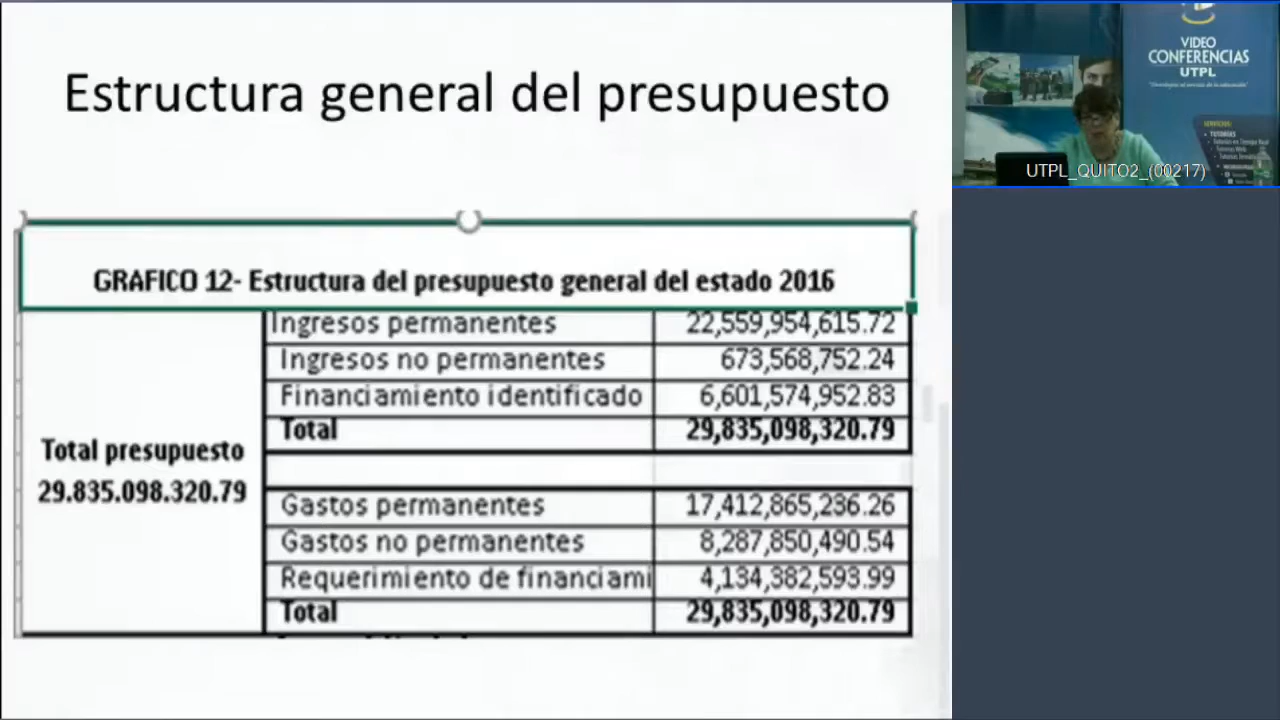 Estructura general del presupuesto
GRAFICO 12- Estructura del presupuesto general del estado 2016
Total presupuesto
29.835.098.320.79
Ingresos permanentes 22,559,954,615.72
Ingresos no permanentes 673,568,752.24
Financiamiento identificado 6,601,574,952.83
Total 29,835,098,320.79
Gastos permanentes 17,412,865,236.26
Gastos no permanentes 8,287,850,490.54
Requerimiento de financiami 4,134,382,593.99
Total 29,835,098,320.79
VIDEO
CONFERENCIAS
UTPL
SERVICIOS:
TUTORÍAS
UTPL_QUITO2_(00217)